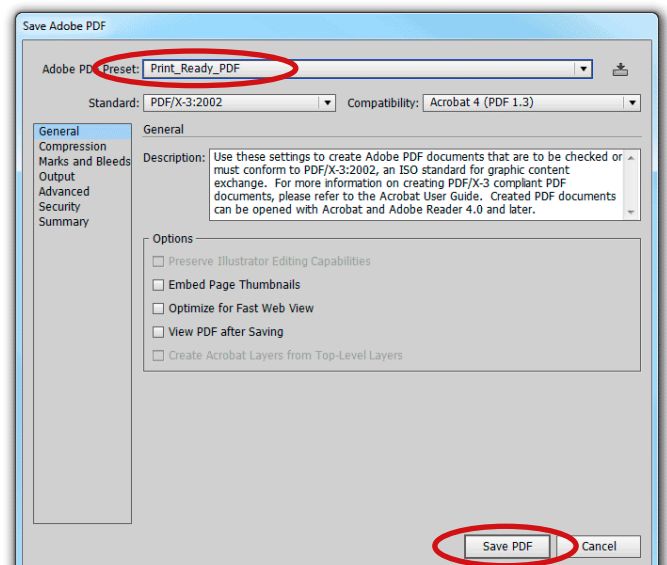 Save Adobe PDF
Adobe PDF Preset: Print_Ready_PDF
Standard: PDF/X-3:2002 Compatibility: Acrobat 4 (PDF 1.3)
General
Compression
Marks and Bleeds
Output
Advanced
Security
Summary
General
Description: Use these settings to create Adobe PDF documents that are to be checked or
must conform to PDF/X-3:2002, an ISO standard for graphic content
exchange. For more information on creating PDF/X-3 compliant PDF
documents, please refer to the Acrobat User Guide. Created PDF documents
can be opened with Acrobat and Adobe Reader 4.0 and later.
Options
Preserve Illustrator Editing Capabilities
Embed Page Thumbnails
Optimize for Fast Web View
View PDF after Saving
Create Acrobat Layers from Top-Level Layers
Save PDF Cancel